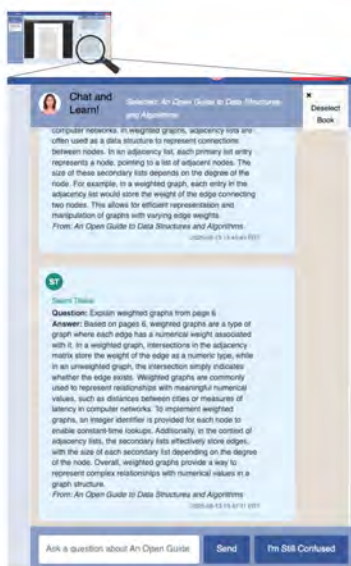 Chat and
Learn!
Selected: An Open Guide to Data Structures
and Algorithms
×
Deselect
Book
computer networks. In weighted graphs, adjacency lists are
often used as a data structure to represent connections
between nodes. In an adjacency list, each primary list entry
represents a node, pointing to a list of adjacent nodes. The
size of these secondary lists depends on the degree of the
node. For example, in a weighted graph, each entry in the
adjacency list would store the weight of the edge connecting
two nodes. This allows for efficient representation and
manipulation of graphs with varying edge weights.
From: An Open Guide to Data Structures and Algorithms
ST
Question: Explain weighted graphs from page 6
Answer: Based on pages 6, weighted graphs are a type of
graph where each edge has a numerical weight associated
with it. In a weighted graph, intersections in the adjacency
matrix store the weight of the edge as a numeric type, while
in an unweighted graph, the intersection simply indicates
whether the edge exists. Weighted graphs are commonly
used to represent relationships with meaningful numerical
values, such as distances between cities or measures of
latency in computer networks. To implement weighted
graphs, an integer identifier is provided for each node to
enable constant-time lookups. Additionally, in the context of
adjacency lists, the secondary lists effectively store edges,
with the size of each secondary list depending on the degree
of the node. Overall, weighted graphs provide a way to
represent complex relationships with numerical values in a
graph structure.
From: An Open Guide to Data Structures and Algorithms
Ask a question about An Open Guide
Send
I'm Still Confused